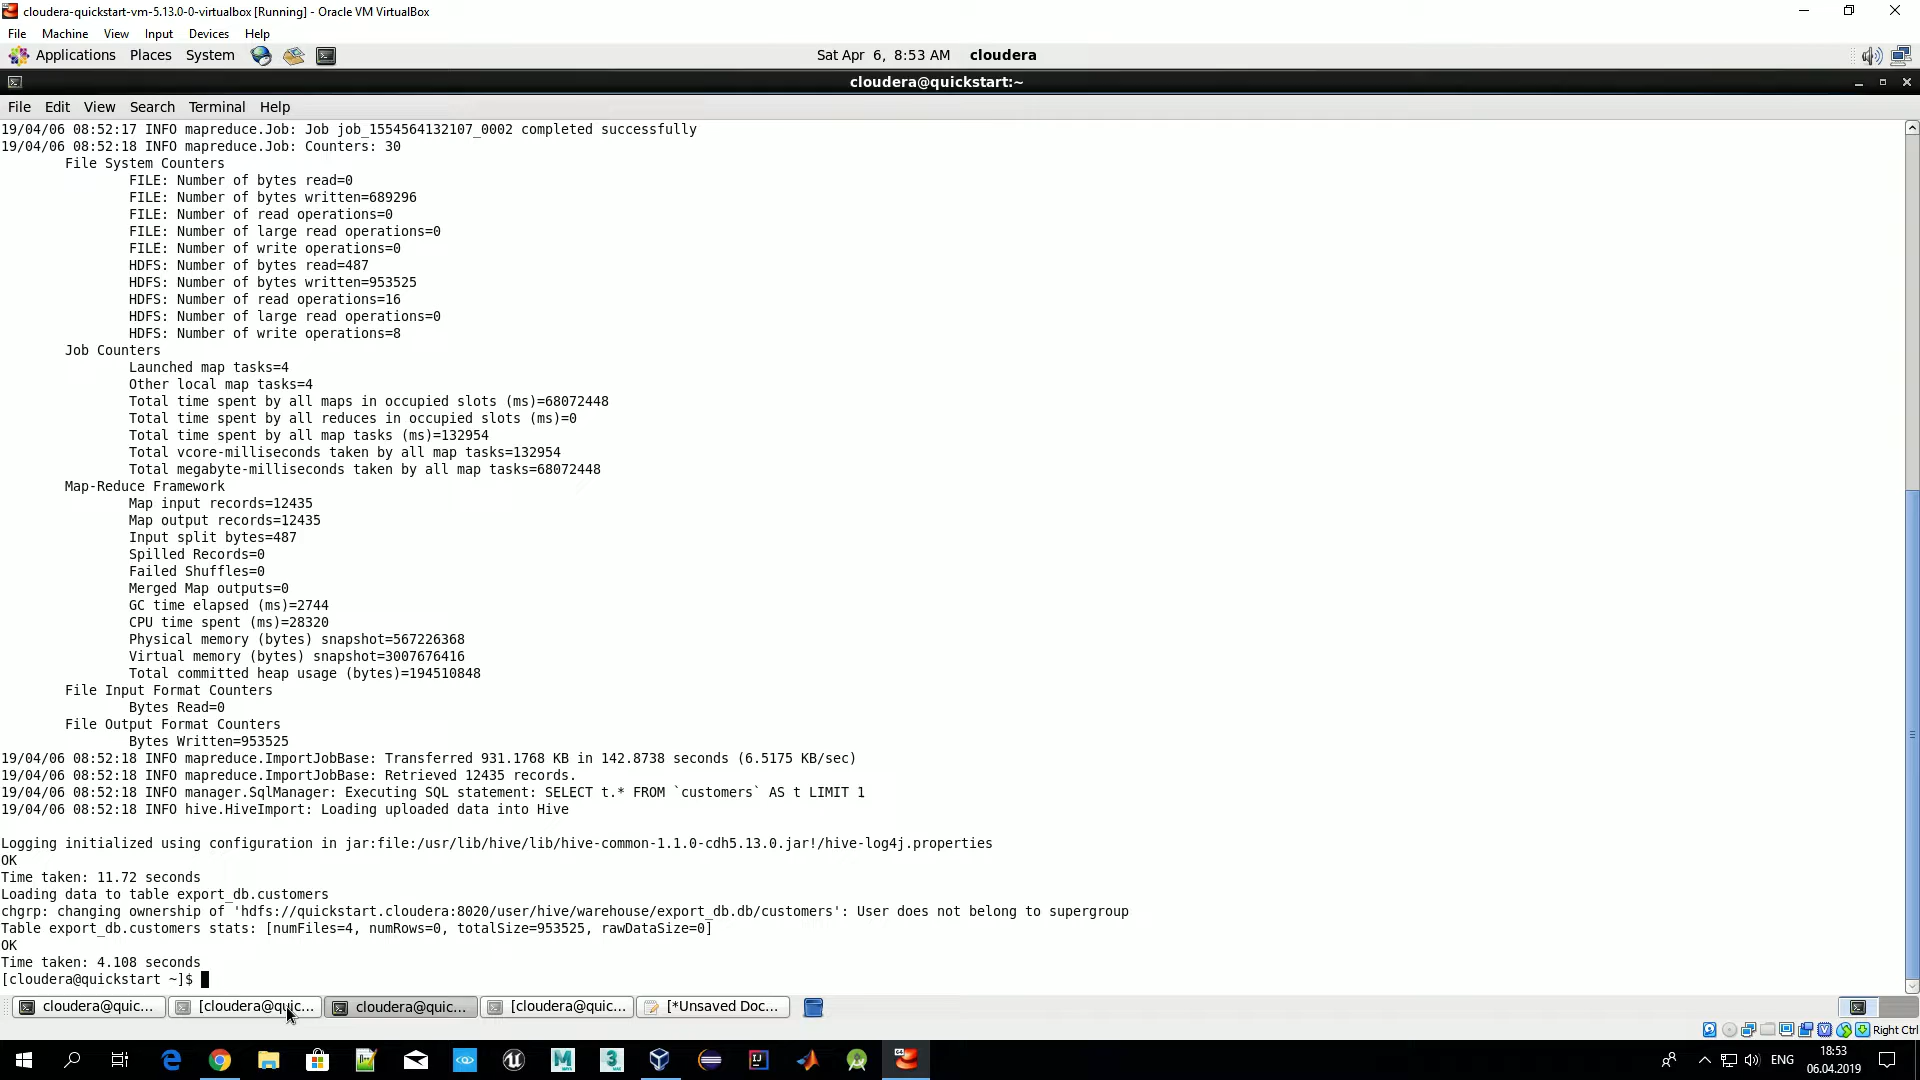 cloudera-quickstart-vm-5.13.0-0-virtualbox [Running] - Oracle VM VirtualBox
File Machine View Input Devices Help
Applications Places System Sat Apr 6, 8:53 AM cloudera
cloudera@quickstart:~
File Edit View Search Terminal Help
19/04/06 08:52:17 INFO mapreduce.Job: Job job_1554564132107_0002 completed successfully
19/04/06 08:52:18 INFO mapreduce.Job: Counters: 30
File System Counters
FILE: Number of bytes read=0
FILE: Number of bytes written=689296
FILE: Number of read operations=0
FILE: Number of large read operations=0
FILE: Number of write operations=0
HDFS: Number of bytes read=487
HDFS: Number of bytes written=953525
HDFS: Number of read operations=16
HDFS: Number of large read operations=0
HDFS: Number of write operations=8
Job Counters
Launched map tasks=4
Other local map tasks=4
Total time spent by all maps in occupied slots (ms)=68072448
Total time spent by all reduces in occupied slots (ms)=0
Total time spent by all map tasks (ms)=132954
Total vcore-milliseconds taken by all map tasks=132954
Total megabyte-milliseconds taken by all map tasks=68072448
Map-Reduce Framework
Map input records=12435
Map output records=12435
Input split bytes=487
Spilled Records=0
Failed Shuffles=0
Merged Map outputs=0
GC time elapsed (ms)=2744
CPU time spent (ms)=28320
Physical memory (bytes) snapshot=567226368
Virtual memory (bytes) snapshot=3007676416
Total committed heap usage (bytes)=194510848
File Input Format Counters
Bytes Read=0
File Output Format Counters
Bytes Written=953525
19/04/06 08:52:18 INFO mapreduce.ImportJobBase: Transferred 931.1768 KB in 142.8738 seconds (6.5175 KB/sec)
19/04/06 08:52:18 INFO mapreduce.ImportJobBase: Retrieved 12435 records.
19/04/06 08:52:18 INFO manager.SqlManager: Executing SQL statement: SELECT t.* FROM `customers` AS t LIMIT 1
19/04/06 08:52:18 INFO hive.HiveImport: Loading uploaded data into Hive
Logging initialized using configuration in jar:file:/usr/lib/hive/lib/hive-common-1.1.0-cdh5.13.0.jar!/hive-log4j.properties
OK
Time taken: 11.72 seconds
Loading data to table export_db.customers
chgrp: changing ownership of 'hdfs://quickstart.cloudera:8020/user/hive/warehouse/export_db.db/customers': User does not belong to supergroup
Table export_db.customers stats: [numFiles=4, numRows=0, totalSize=953525, rawDataSize=0]
OK
Time taken: 4.108 seconds
[cloudera@quickstart ~]$
cloudera@quic... [cloudera@quic... cloudera@quic... [cloudera@quic... [*Unsaved Doc...
Right Ctrl
ENG 18:53
06.04.2019